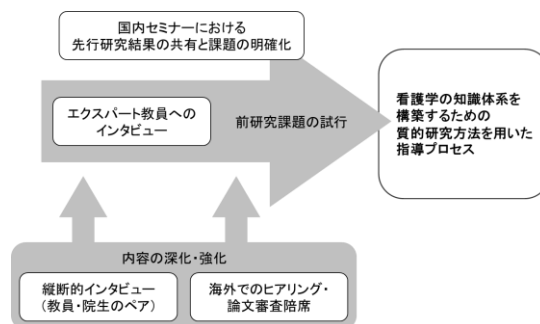 国内セミナーにおける
先行研究結果の共有と課題の明確化
エクスパート教員への
インタビュー
前研究課題の試行
看護学の知識体系を
構築するための
質的研究方法を用いた
指導プロセス
内容の深化・強化
縦断的インタビュー
(教員・院生のペア)
海外でのヒアリング・
論文審査陪席